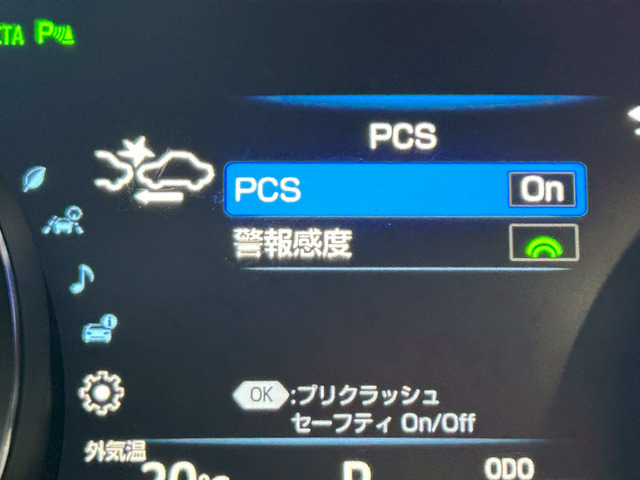 PCS
PCS On
警報感度
OK :プリクラッシュ
セーフティ On/Off
外気温
ODO